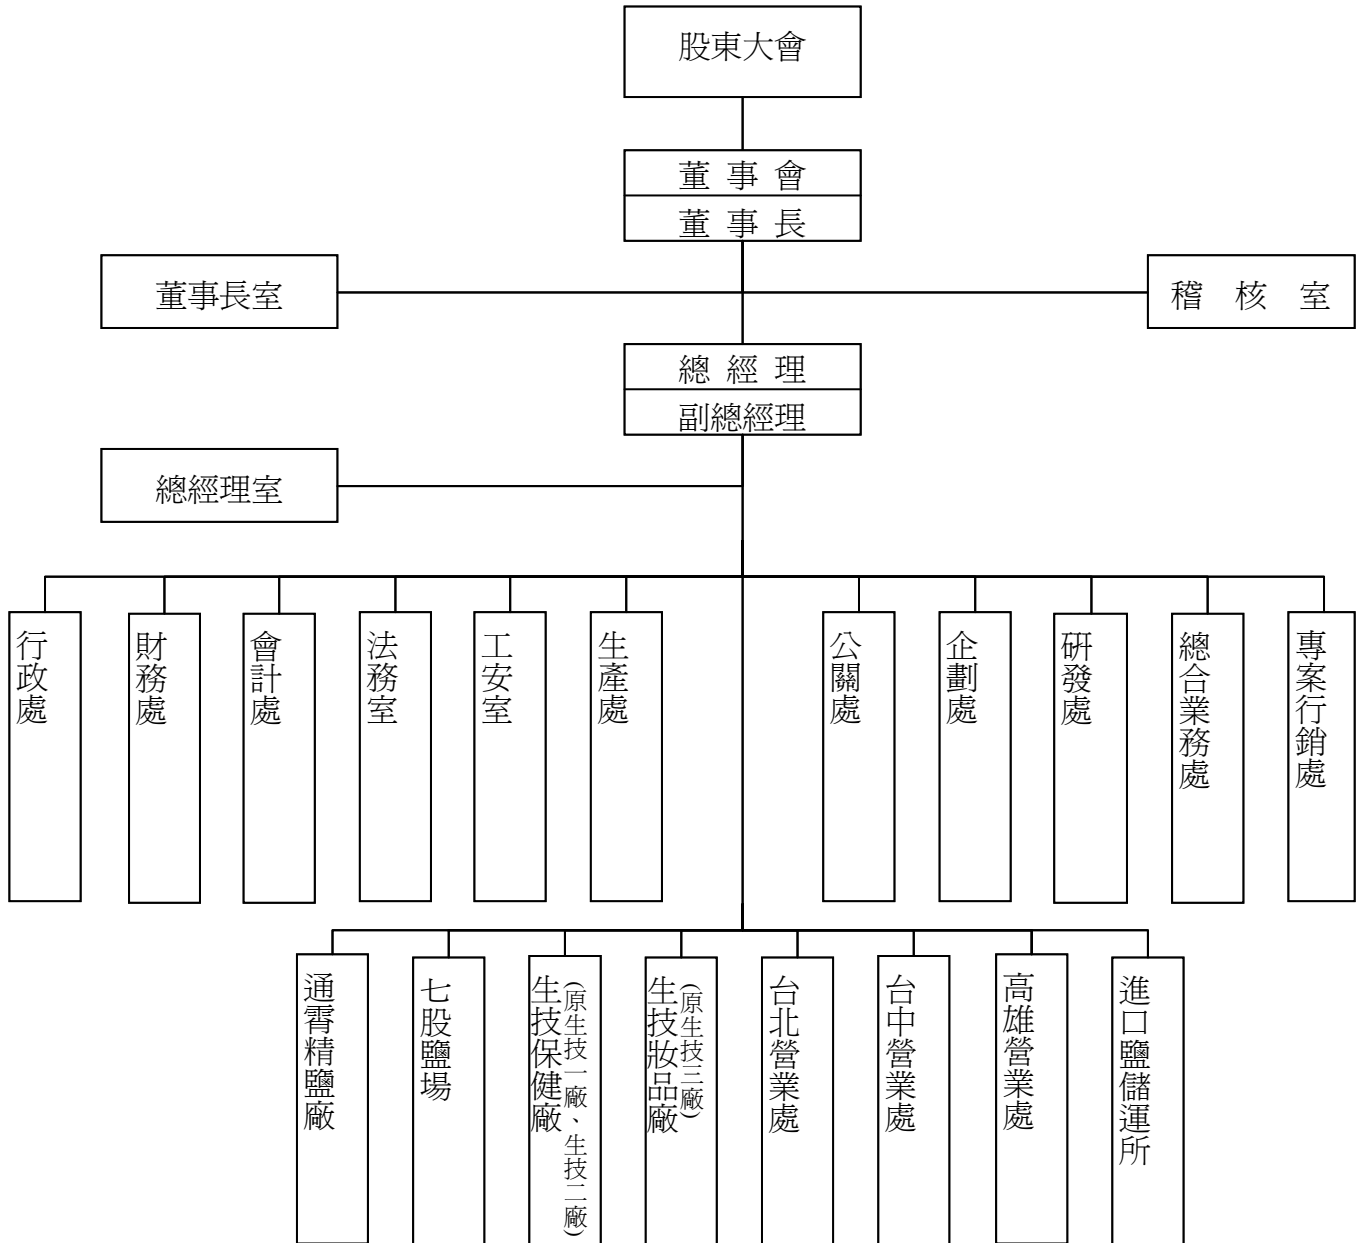 股東大會
董事會
董事長
董事長室
稽核室
總經理
副總經理
總經理室
行政處
財務處
會計處
法務室
工安室
生產處
公關處
企劃處
研發處
總合業務處
專案行銷處
通霄精鹽廠
七股鹽場
生技保健廠
(原生技一廠、生技二廠)
生技妝品廠
(原生技三廠)
台北營業處
台中營業處
高雄營業處
進口鹽儲運所